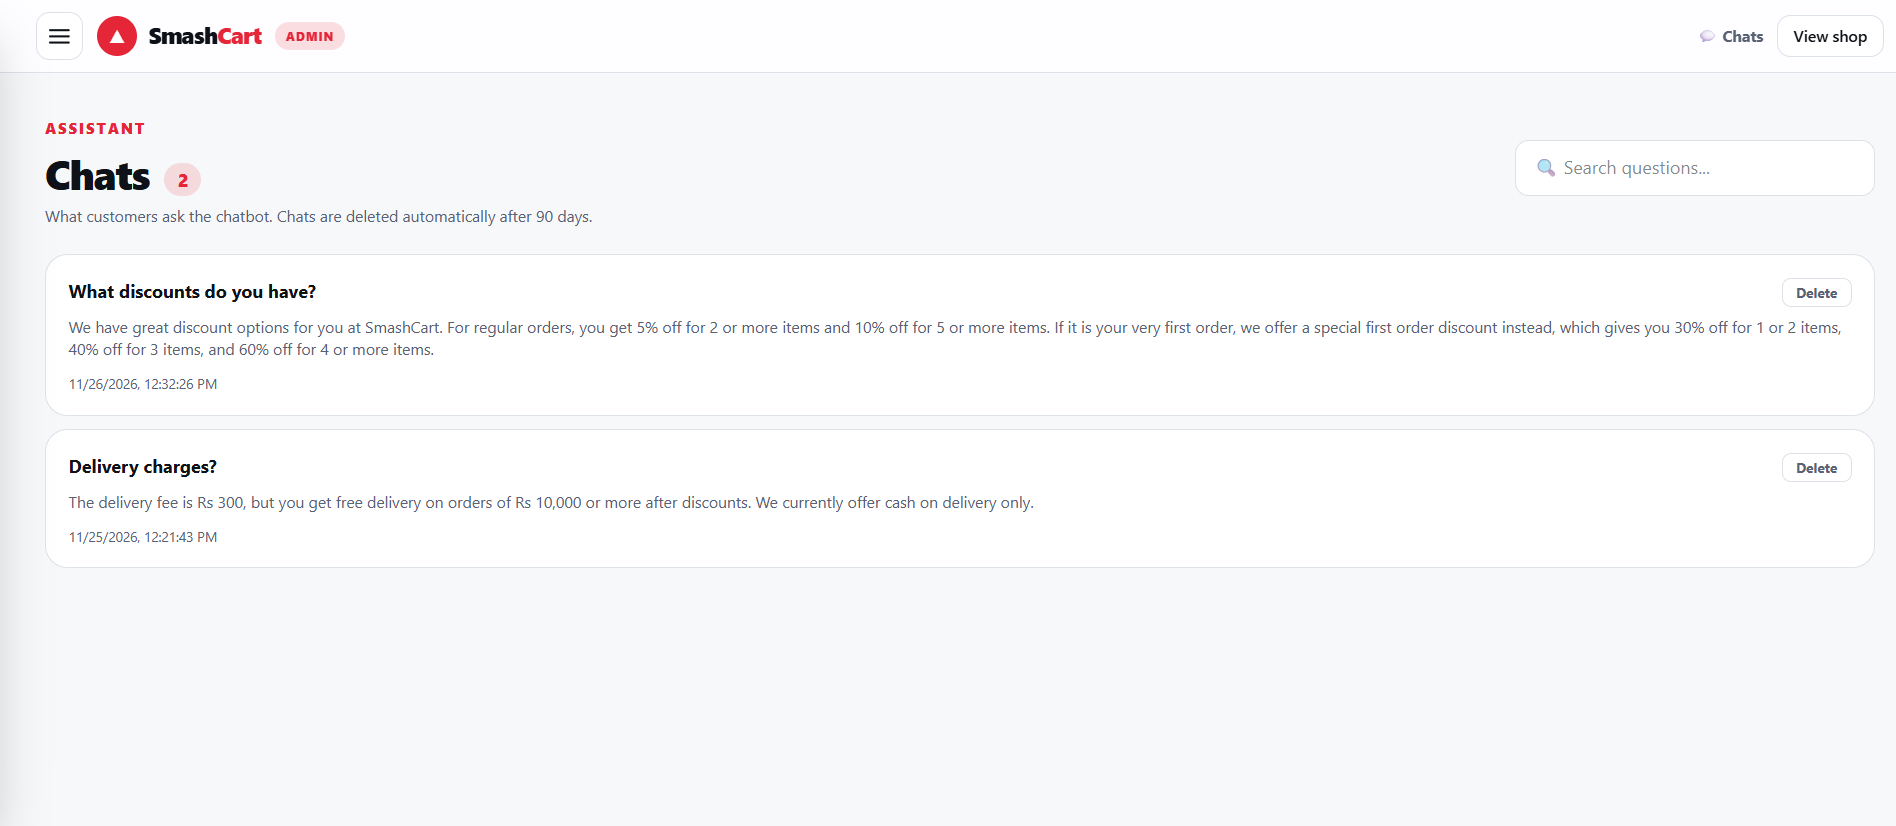 SmashCart
ADMIN
Chats
View shop
ASSISTANT
Chats 2
What customers ask the chatbot. Chats are deleted automatically after 90 days.
Search questions...
What discounts do you have?
Delete
We have great discount options for you at SmashCart. For regular orders, you get 5% off for 2 or more items and 10% off for 5 or more items. If it is your very first order, we offer a special first order discount instead, which gives you 30% off for 1 or 2 items,
40% off for 3 items, and 60% off for 4 or more items.
11/26/2026, 12:32:26 PM
Delivery charges?
Delete
The delivery fee is Rs 300, but you get free delivery on orders of Rs 10,000 or more after discounts. We currently offer cash on delivery only.
11/25/2026, 12:21:43 PM